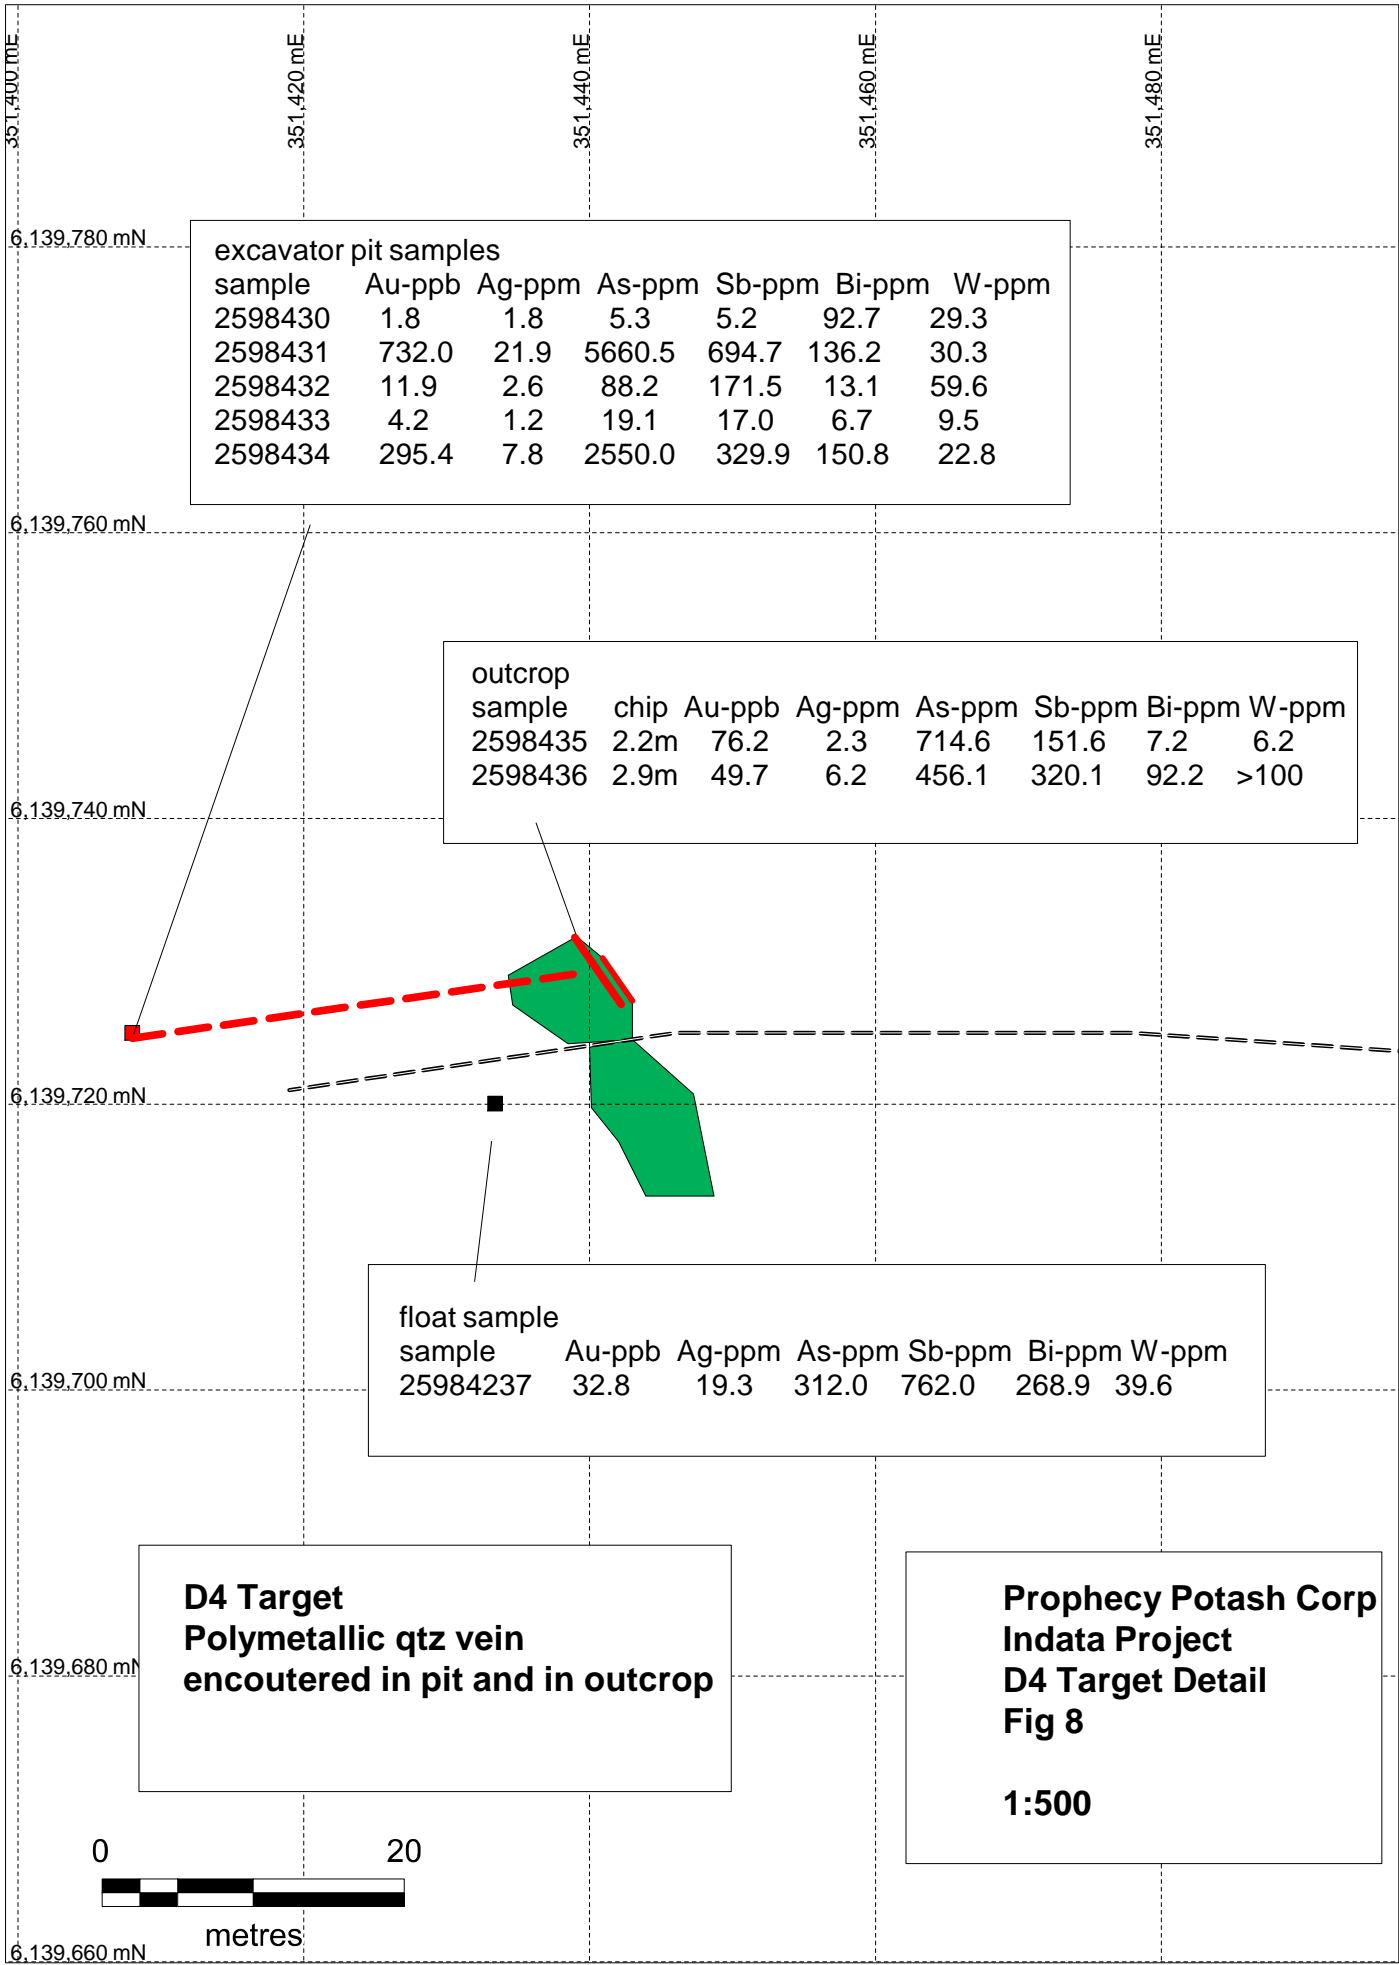 351,400 mE
351,420 mE
351,440 mE
351,460 mE
351,480 mE
6,139,780 mN
excavator pit samples
sample Au-ppb Ag-ppm As-ppm Sb-ppm Bi-ppm W-ppm
2598430 1.8 1.8 5.3 5.2 92.7 29.3
2598431 732.0 21.9 5660.5 694.7 136.2 30.3
2598432 11.9 2.6 88.2 171.5 13.1 59.6
2598433 4.2 1.2 19.1 17.0 6.7 9.5
2598434 295.4 7.8 2550.0 329.9 150.8 22.8
6,139,760 mN
outcrop
sample chip Au-ppb Ag-ppm As-ppm Sb-ppm Bi-ppm W-ppm
2598435 2.2m 76.2 2.3 714.6 151.6 7.2 6.2
2598436 2.9m 49.7 6.2 456.1 320.1 92.2 >100
6,139,740 mN
6,139,720 mN
float sample
sample Au-ppb Ag-ppm As-ppm Sb-ppm Bi-ppm W-ppm
25984237 32.8 19.3 312.0 762.0 268.9 39.6
6,139,700 mN
D4 Target
Polymetallic qtz vein
encoutered in pit and in outcrop
6,139,680 mN
Prophecy Potash Corp
Indata Project
D4 Target Detail
Fig 8
1:500
0 20
metres
6,139,660 mN